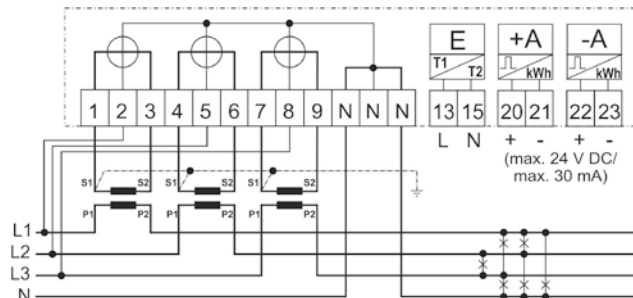 E +A -A
T1 T2 kWh kWh
1 2 3 4 5 6 7 8 9 N N N 13 15 20 21 22 23
L N + - + -
(max. 24 V DC/
max. 30 mA)
S1 S2 S1 S2 S1 S2
P1 P2 P1 P2 P1 P2
L1
L2
L3
N